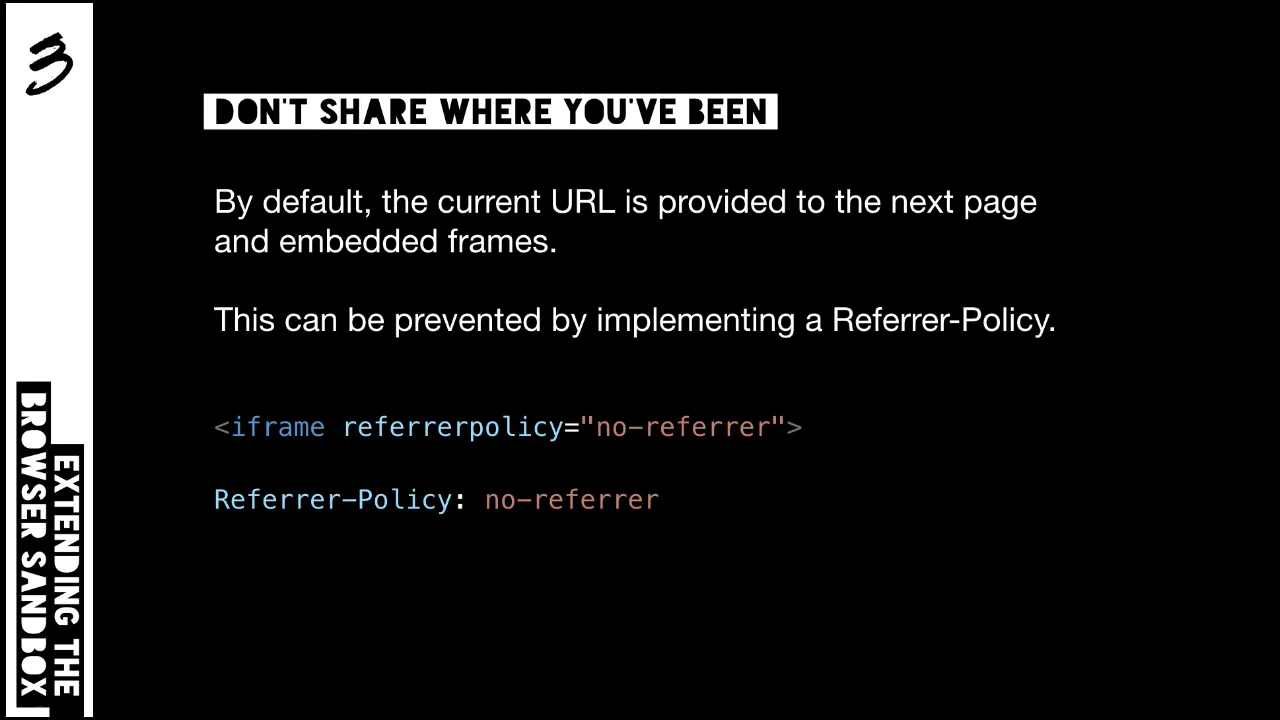 3
DON'T SHARE WHERE YOU'VE BEEN
By default, the current URL is provided to the next page
and embedded frames.
This can be prevented by implementing a Referrer-Policy.
<iframe referrerpolicy="no-referrer">
Referrer-Policy: no-referrer
EXTENDING THE
BROWSER SANDBOX